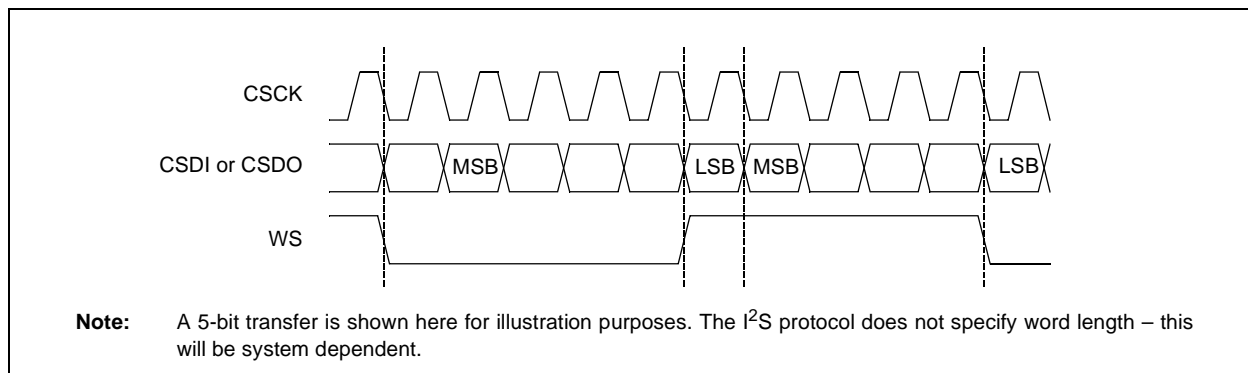 CSCK
CSDI or CSDO
MSB
LSB
MSB
LSB
WS
Note: A 5-bit transfer is shown here for illustration purposes. The I²S protocol does not specify word length – this
will be system dependent.